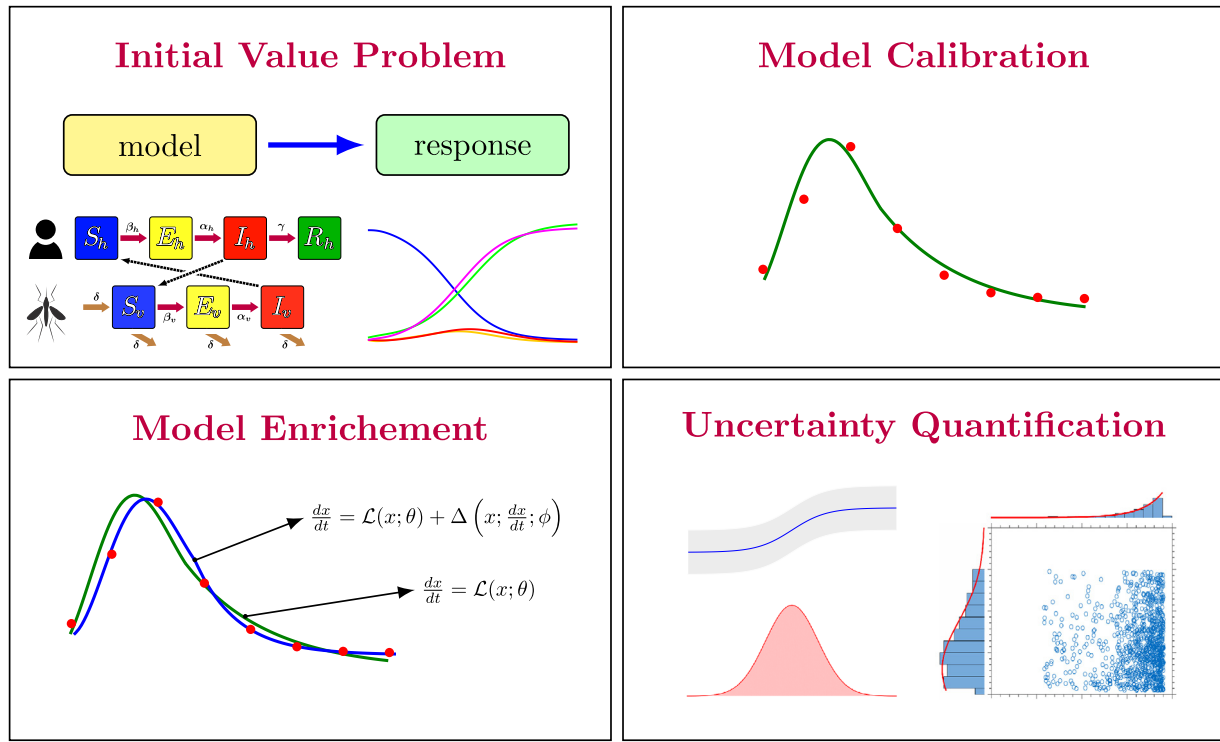 Initial Value Problem
model
response
β_h α_h γ
S_h E_h I_h R_h
δ
S_v E_v I_v
β_v α_v
δ δ δ
Model Calibration
Model Enrichement
dx/dt = ℒ(x; θ) + Δ(x; dx/dt; ϕ)
dx/dt = ℒ(x; θ)
Uncertainty Quantification